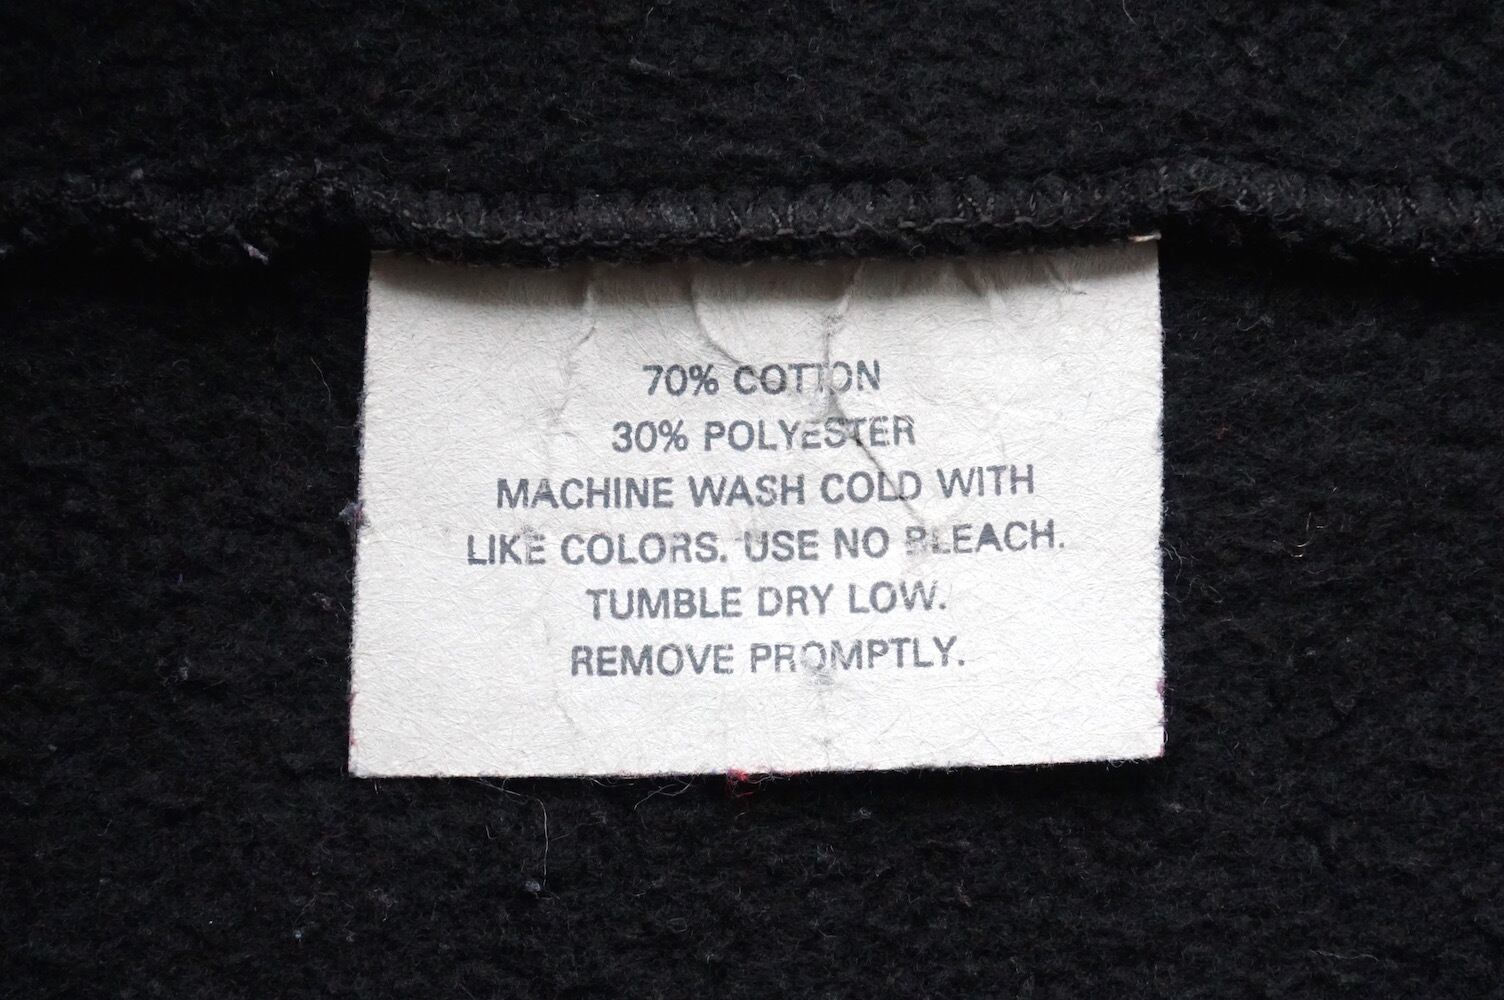 70% COTTON
30% POLYESTER
MACHINE WASH COLD WITH
LIKE COLORS. USE NO BLEACH.
TUMBLE DRY LOW.
REMOVE PROMPTLY.